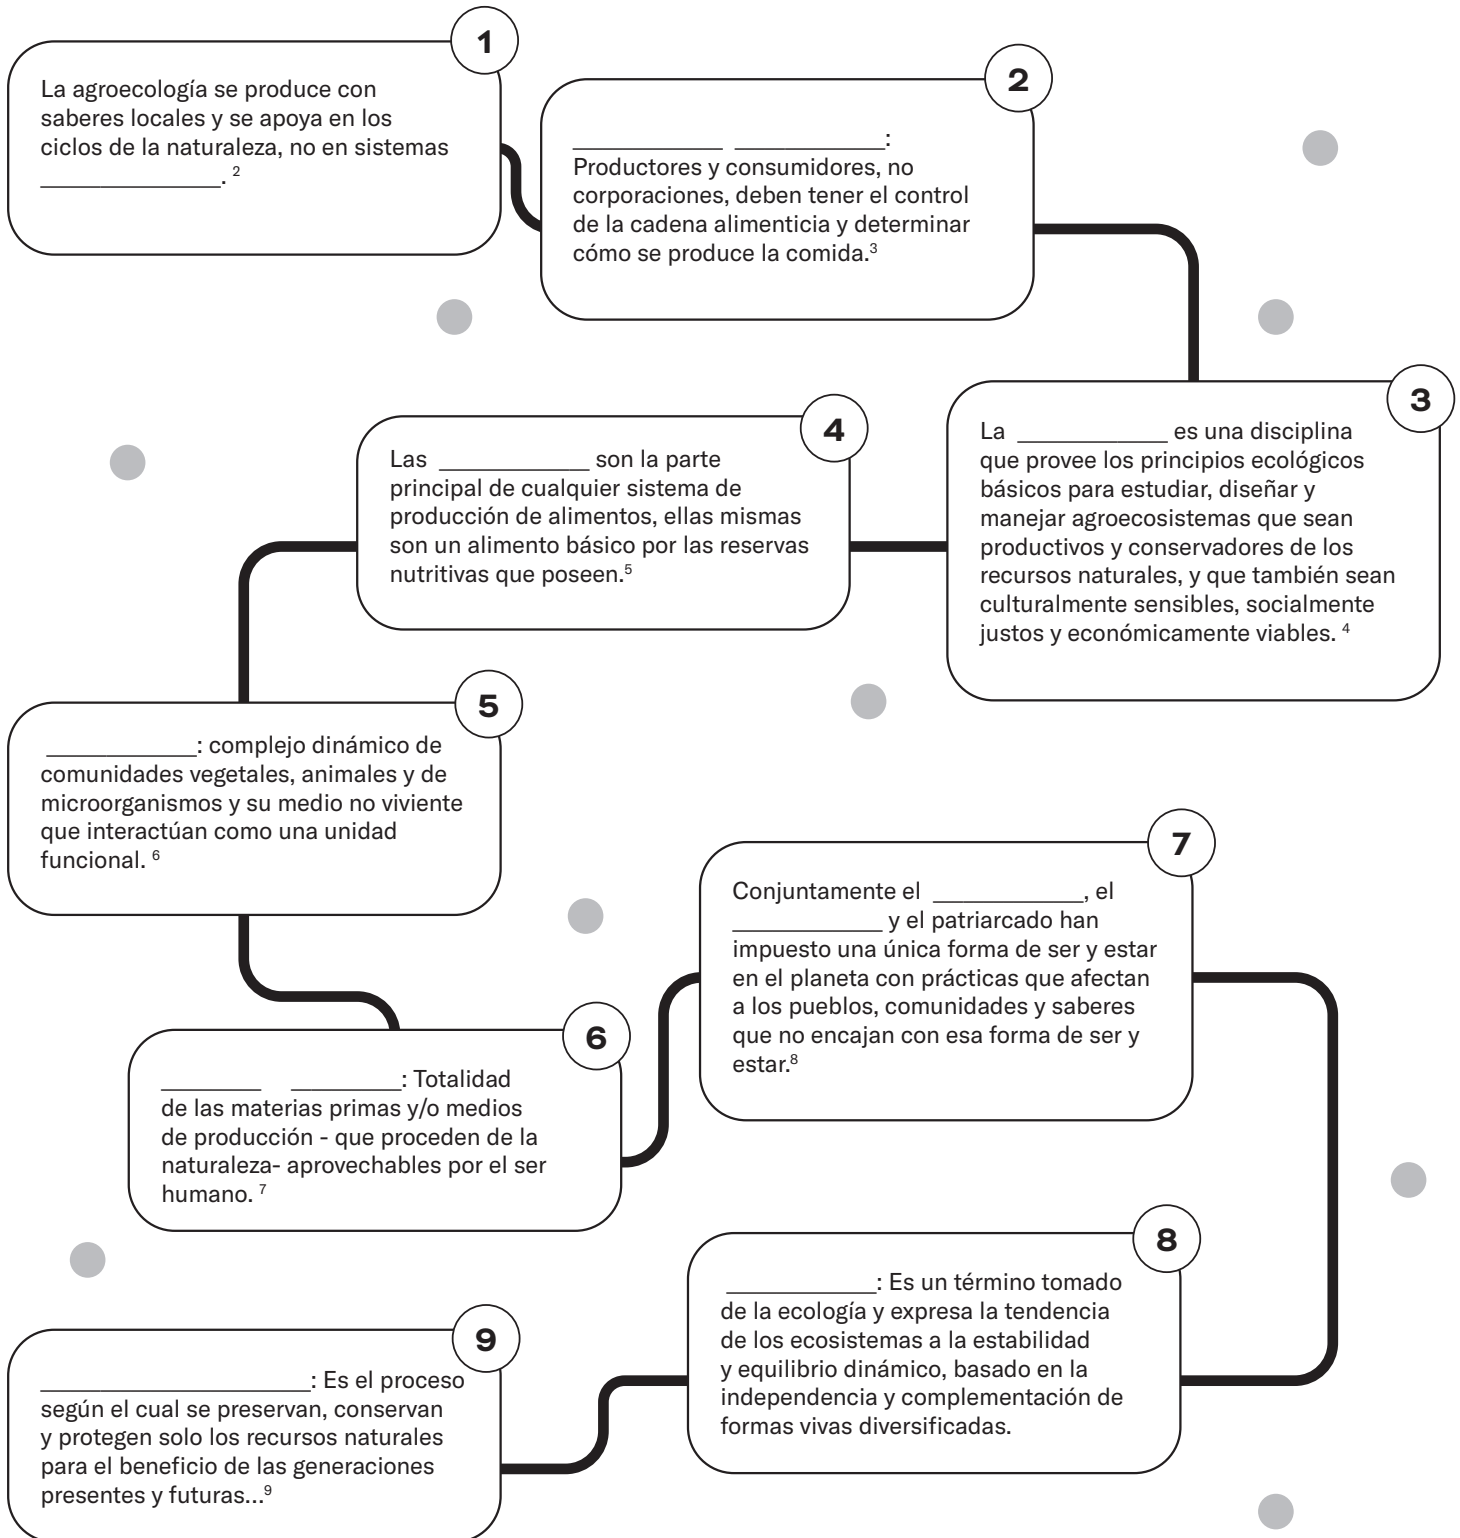 1
La agroecología se produce con
saberes locales y se apoya en los
ciclos de la naturaleza, no en sistemas
__________________. 2
2
_______________ _______________:
Productores y consumidores, no
corporaciones, deben tener el control
de la cadena alimenticia y determinar
cómo se produce la comida.3
3
La _______________ es una disciplina
que provee los principios ecológicos
básicos para estudiar, diseñar y
manejar agroecosistemas que sean
productivos y conservadores de los
recursos naturales, y que también sean
culturalmente sensibles, socialmente
justos y económicamente viables. 4
4
Las _______________ son la parte
principal de cualquier sistema de
producción de alimentos, ellas mismas
son un alimento básico por las reservas
nutritivas que poseen.5
5
_______________: complejo dinámico de
comunidades vegetales, animales y de
microorganismos y su medio no viviente
que interactúan como una unidad
funcional. 6
6
__________ ___________: Totalidad
de las materias primas y/o medios
de producción - que proceden de la
naturaleza- aprovechables por el ser
humano. 7
7
Conjuntamente el _______________, el
_______________ y el patriarcado han
impuesto una única forma de ser y estar
en el planeta con prácticas que afectan
a los pueblos, comunidades y saberes
que no encajan con esa forma de ser y
estar.8
8
_______________: Es un término tomado
de la ecología y expresa la tendencia
de los ecosistemas a la estabilidad
y equilibrio dinámico, basado en la
independencia y complementación de
formas vivas diversificadas.
9
___________________________: Es el proceso
según el cual se preservan, conservan
y protegen solo los recursos naturales
para el beneficio de las generaciones
presentes y futuras...9